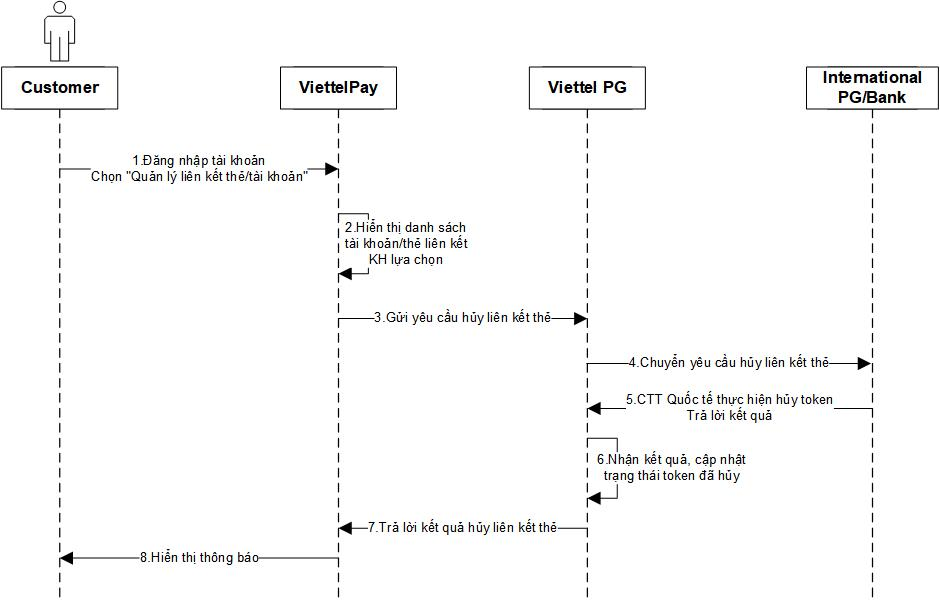 Customer
ViettelPay
Viettel PG
International
PG/Bank
1.Đăng nhập tài khoản
Chọn "Quản lý liên kết thẻ/tài khoản"
2.Hiển thị danh sách
tài khoản/thẻ liên kết
KH lựa chọn
3.Gửi yêu cầu hủy liên kết thẻ
4.Chuyển yêu cầu hủy liên kết thẻ
5.CTT Quốc tế thực hiện hủy token
Trả lời kết quả
6.Nhận kết quả, cập nhật
trạng thái token đã hủy
7.Trả lời kết quả hủy liên kết thẻ
8.Hiển thị thông báo